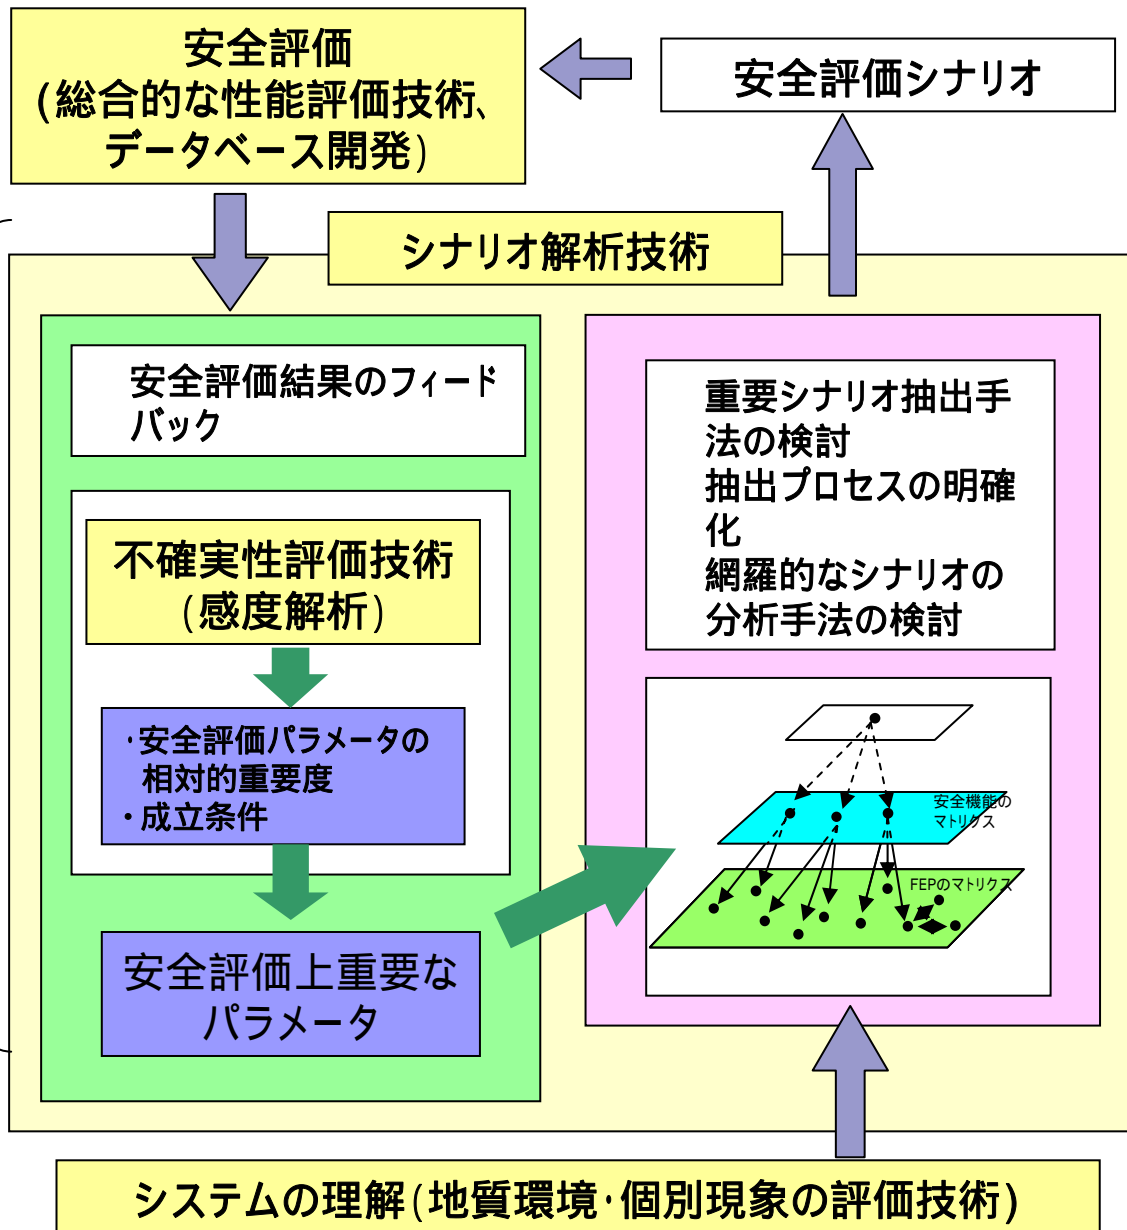 安全評価
(総合的な性能評価技術、
データベース開発)
安全評価シナリオ
シナリオ解析技術
安全評価結果のフィード
バック
不確実性評価技術
(感度解析)
・安全評価パラメータの
相対的重要度
・成立条件
安全評価上重要な
パラメータ
重要シナリオ抽出手
法の検討
抽出プロセスの明確
化
網羅的なシナリオの
分析手法の検討
安全機能の
マトリクス
FEPのマトリクス
システムの理解(地質環境・個別現象の評価技術)